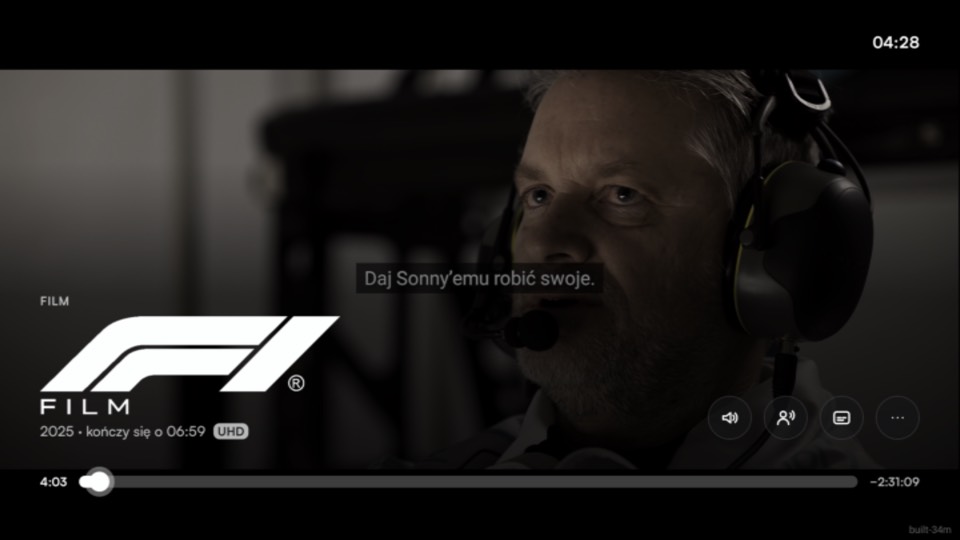 04:28
Daj Sonny’emu robić swoje.
FILM
F1®
FILM
2025 • kończy się o 06:59 UHD
4:03
−2:31:09
built-34m